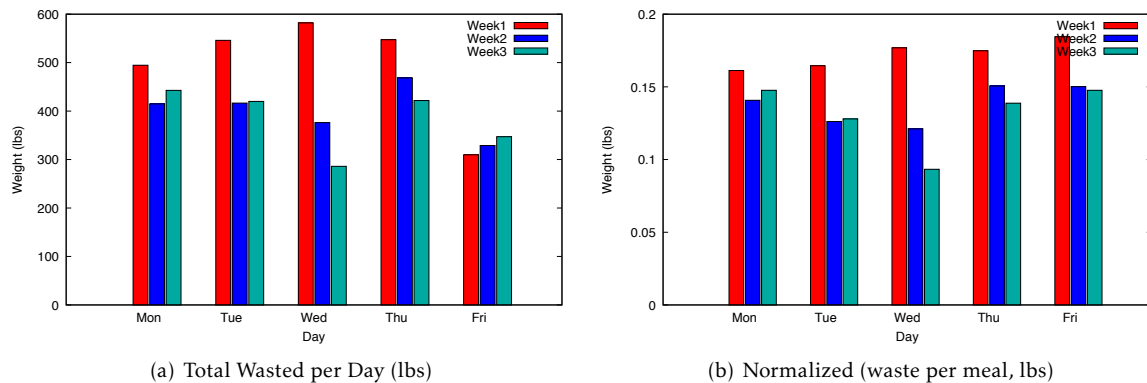 600
500
400
300
200
100
0
Weight (lbs)
Week1
Week2
Week3
Mon Tue Wed Thu Fri
Day
(a) Total Wasted per Day (lbs)
0.2
0.15
0.1
0.05
0
Weight (lbs)
Week1
Week2
Week3
Mon Tue Wed Thu Fri
Day
(b) Normalized (waste per meal, lbs)